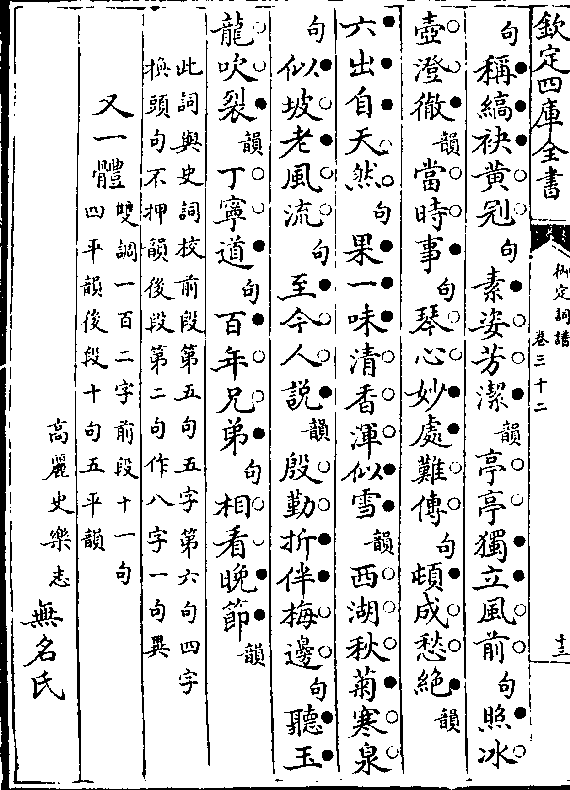 欽定四庫全書
御定詞譜 卷三十二
十三
句稱縞袂黃冠句素姿芳潔韻亭亭獨立風前句照冰
壺澄徹韻當時事句琴心妙處難傳句頓成愁絕韻
六出自天然句果一味清香渾似雪韻西湖秋菊寒泉
句似坡老風流句至今人說韻殷勤折伴梅邊句聽玉
龍吹裂韻丁寧道句百年兄弟句相看晚節韻
此詞與史詞校前段第五句五字第六句四字
換頭句不押韻後段第二句作八字一句異
又一體雙調一百二字前段十一句
四平韻後段十句五平韻
高麗史樂志 無名氏